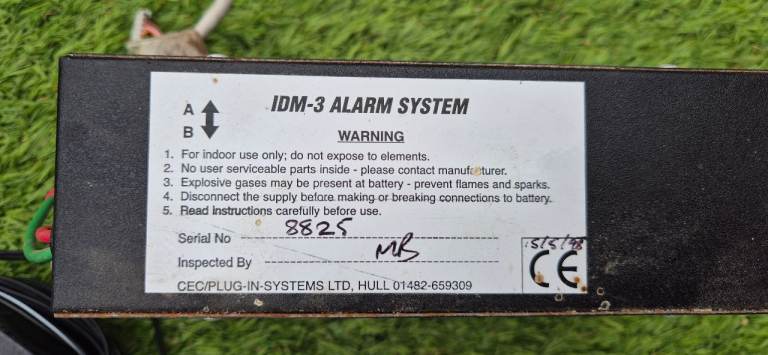 A
B
IDM-3 ALARM SYSTEM
WARNING
1. For indoor use only; do not expose to elements.
2. No user serviceable parts inside - please contact manufacturer.
3. Explosive gases may be present at battery - prevent flames and sparks.
4. Disconnect the supply before making or breaking connections to battery.
5. Read instructions carefully before use.
Serial No 8825
Inspected By MB
15/5/98
CE
CEC/PLUG-IN-SYSTEMS LTD, HULL 01482-659309